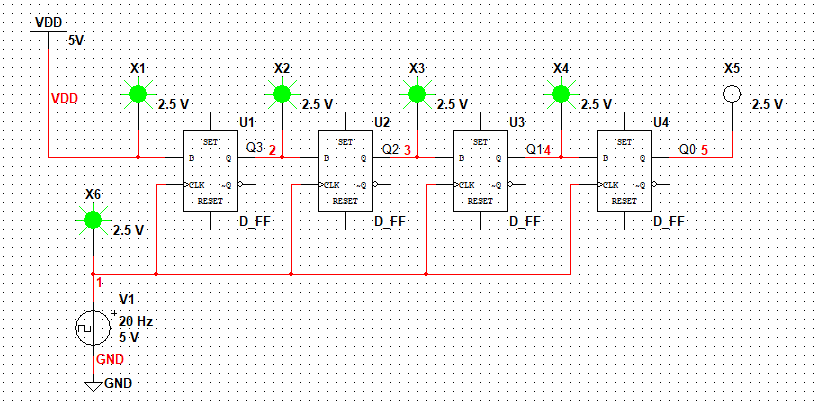 VDD
5V
X1
X2
X3
X4
X5
VDD
2.5 V
2.5 V
2.5 V
2.5 V
2.5 V
U1
U2
U3
U4
SET
SET
SET
SET
D Q
Q3 2
D Q
Q2 3
D Q
Q1 4
D Q
Q0 5
CLK ~Q
CLK ~Q
CLK ~Q
CLK ~Q
RESET
RESET
RESET
RESET
D_FF
D_FF
D_FF
D_FF
X6
2.5 V
1
V1
+
20 Hz
5 V
GND
GND